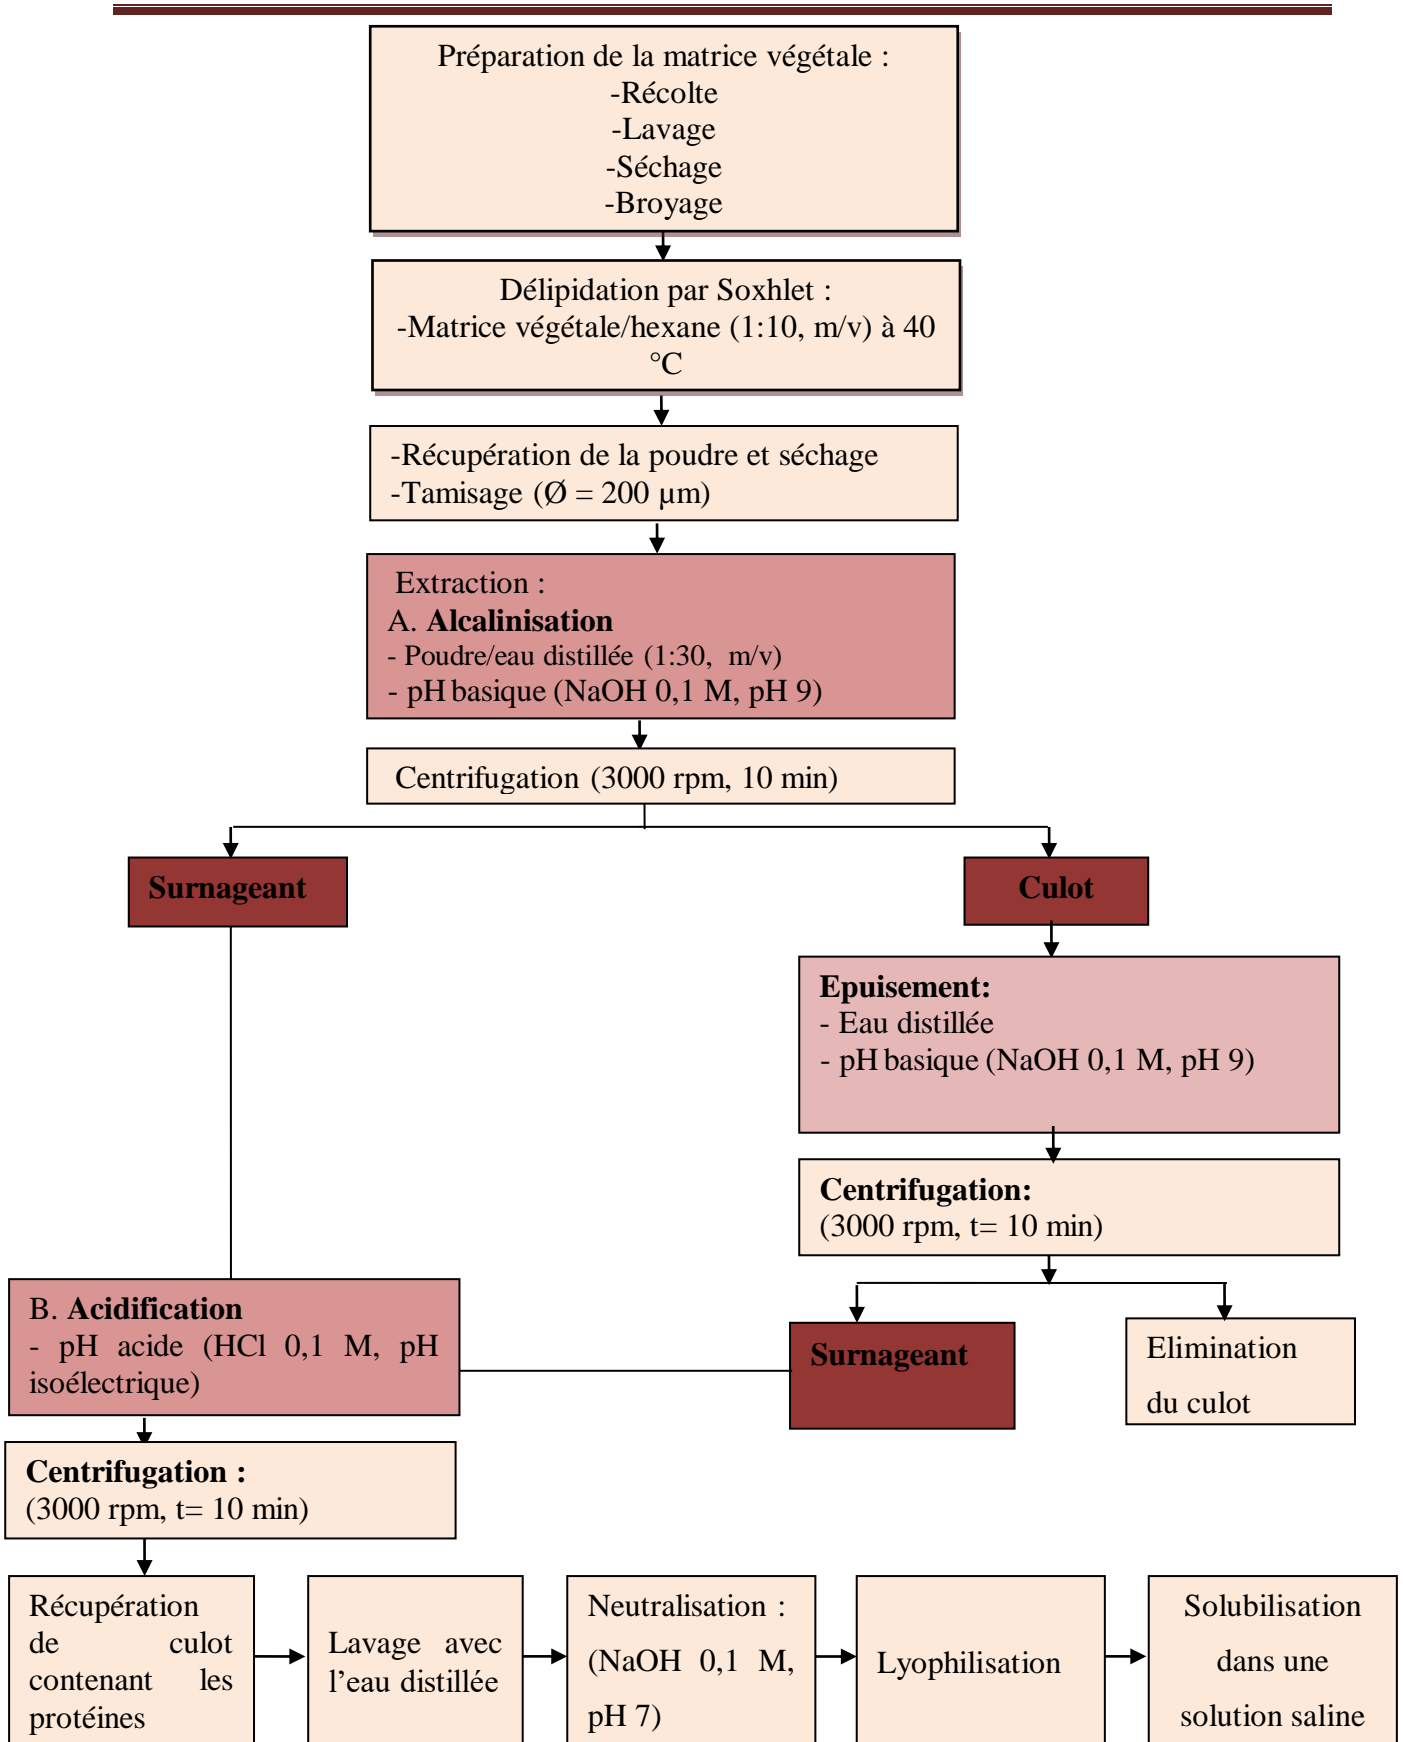 Préparation de la matrice végétale :
-Récolte
-Lavage
-Séchage
-Broyage
Délipidation par Soxhlet :
-Matrice végétale/hexane (1:10, m/v) à 40
°C
-Récupération de la poudre et séchage
-Tamisage (Ø = 200 µm)
Extraction :
A. Alcalinisation
- Poudre/eau distillée (1:30, m/v)
- pH basique (NaOH 0,1 M, pH 9)
Centrifugation (3000 rpm, 10 min)
Surnageant
Culot
Epuisement:
- Eau distillée
- pH basique (NaOH 0,1 M, pH 9)
Centrifugation:
(3000 rpm, t= 10 min)
B. Acidification
- pH acide (HCl 0,1 M, pH
isoélectrique)
Surnageant
Elimination
du culot
Centrifugation :
(3000 rpm, t= 10 min)
Récupération
de culot
contenant les
protéines
Lavage avec
l’eau distillée
Neutralisation :
(NaOH 0,1 M,
pH 7)
Lyophilisation
Solubilisation
dans une
solution saline